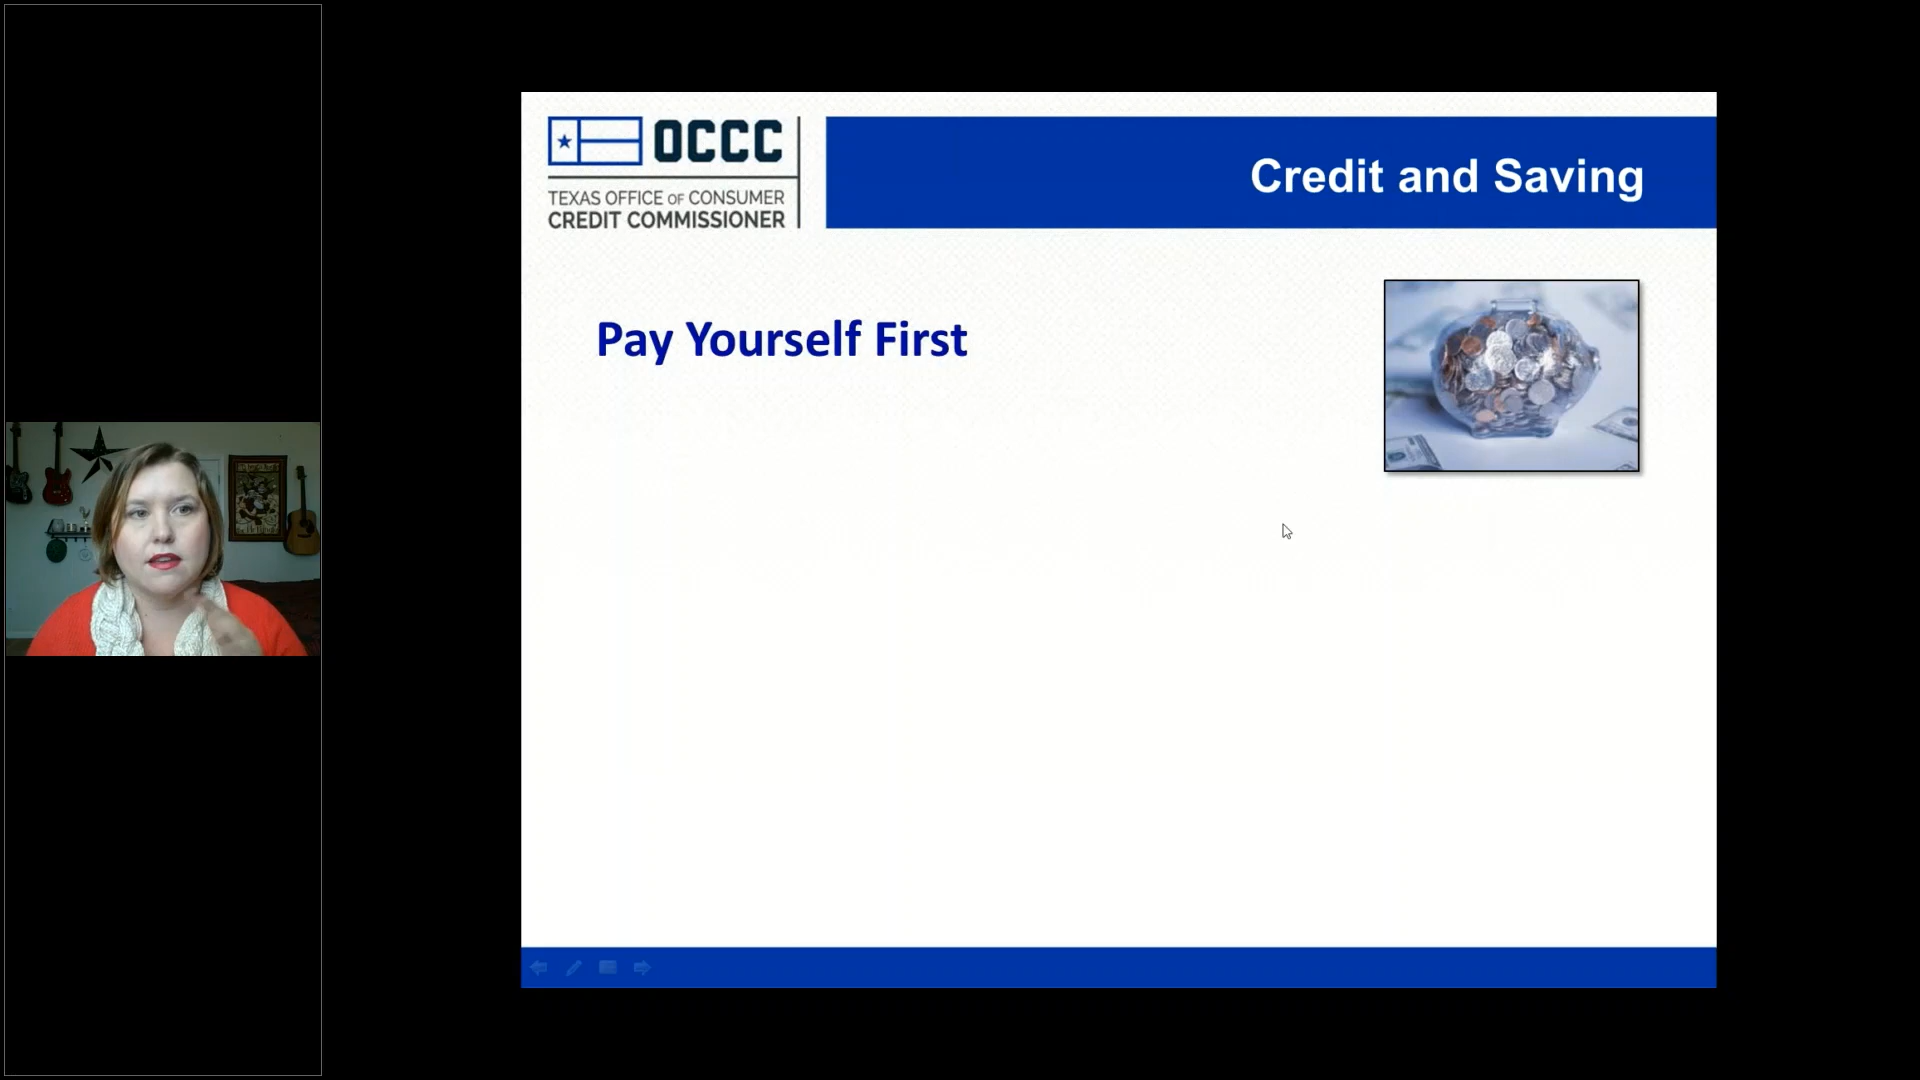 OCCC
TEXAS OFFICE OF CONSUMER
CREDIT COMMISSIONER
Credit and Saving
Pay Yourself First